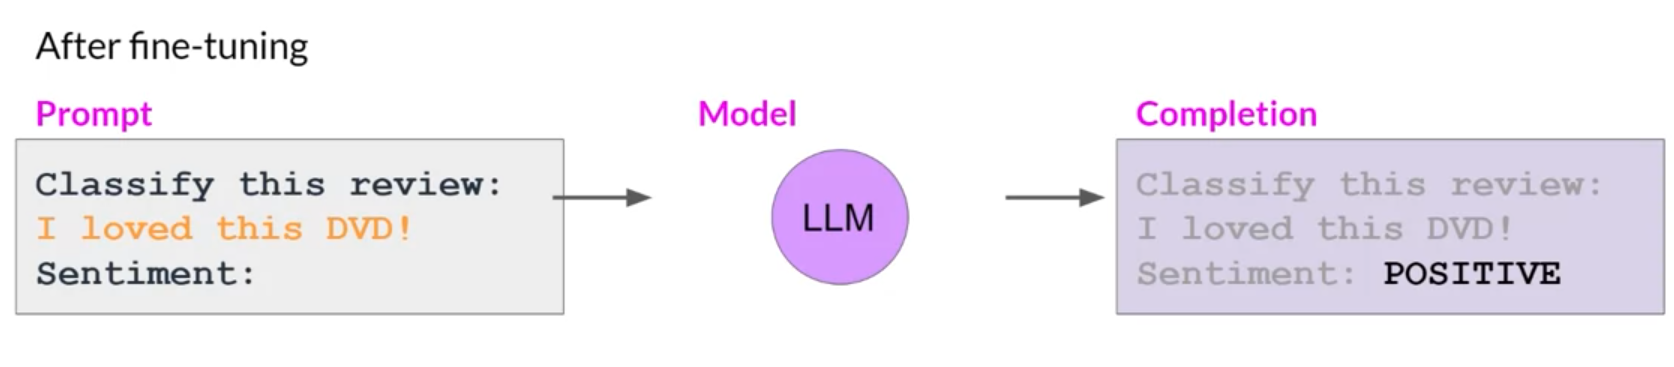 After fine-tuning
Prompt
Classify this review:
I loved this DVD!
Sentiment:
Model
LLM
Completion
Classify this review:
I loved this DVD!
Sentiment: POSITIVE